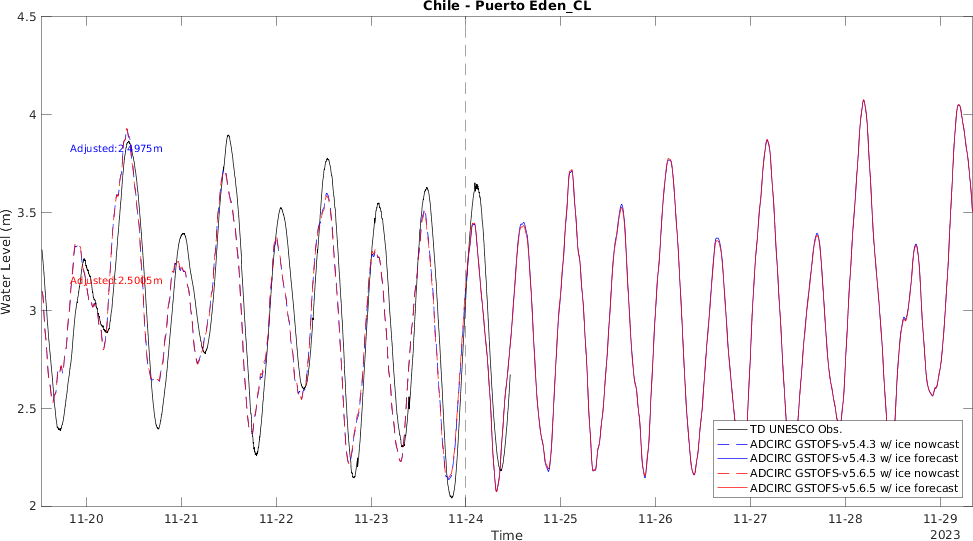 Chile - Puerto Eden_CL
4.5
4
3.5
3
2.5
2
Water Level (m)
Adjusted:2.4975m
Adjusted:2.5005m
TD UNESCO Obs.
ADCIRC GSTOFS-v5.4.3 w/ ice nowcast
ADCIRC GSTOFS-v5.4.3 w/ ice forecast
ADCIRC GSTOFS-v5.6.5 w/ ice nowcast
ADCIRC GSTOFS-v5.6.5 w/ ice forecast
11-20 11-21 11-22 11-23 11-24 11-25 11-26 11-27 11-28 11-29
Time
2023